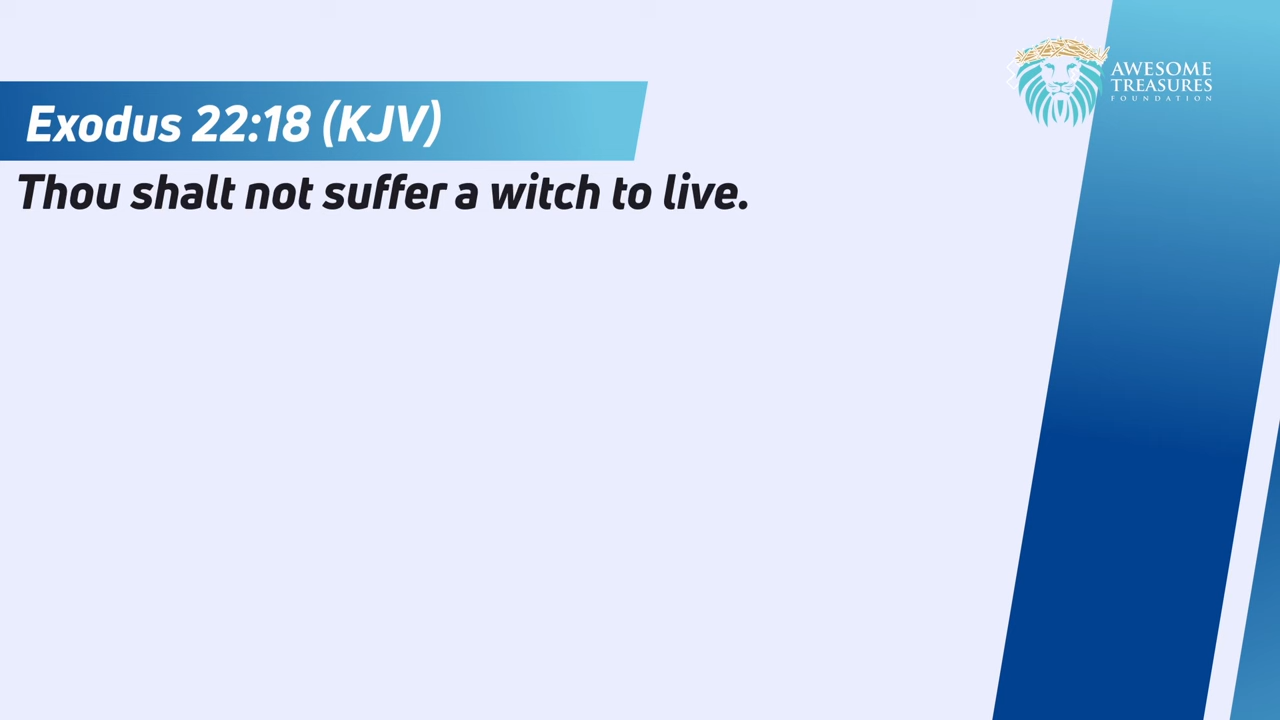 AWESOME
TREASURES
FOUNDATION
Exodus 22:18 (KJV)
Thou shalt not suffer a witch to live.